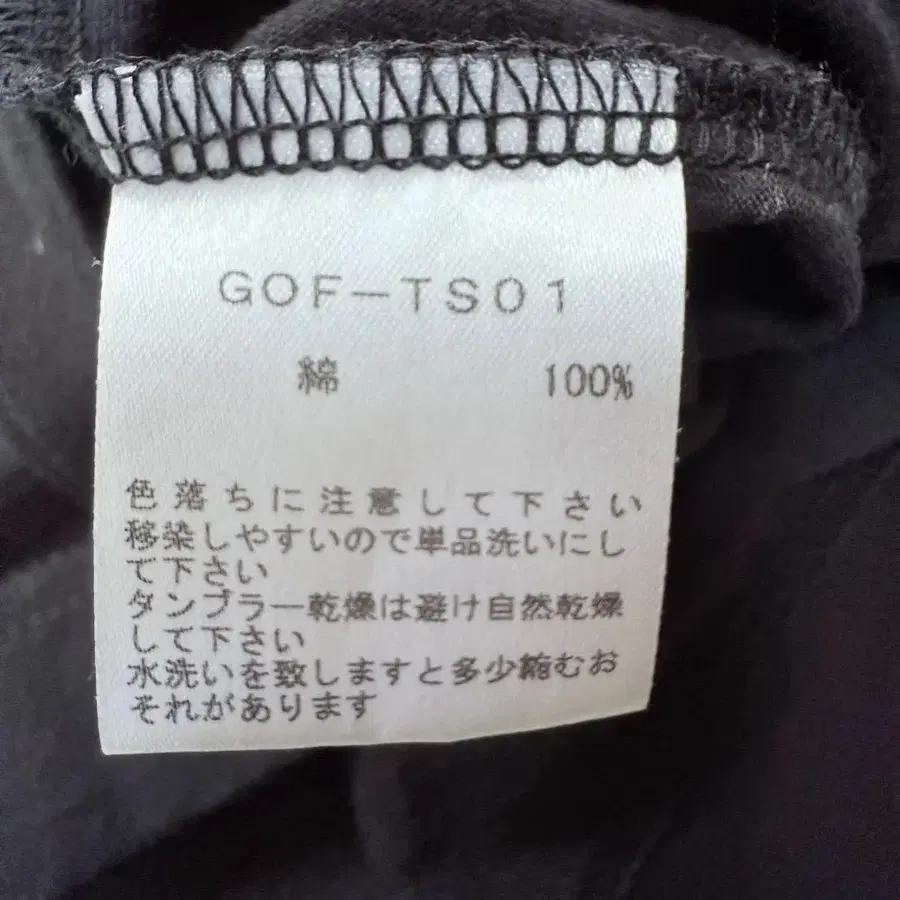 GOF−TS01
綿 100%
色落ちに注意して下さい
移染しやすいので単品洗いにし
て下さい
タンブラー乾燥は避け自然乾燥
して下さい
水洗いを致しますと多少縮むお
それがあります